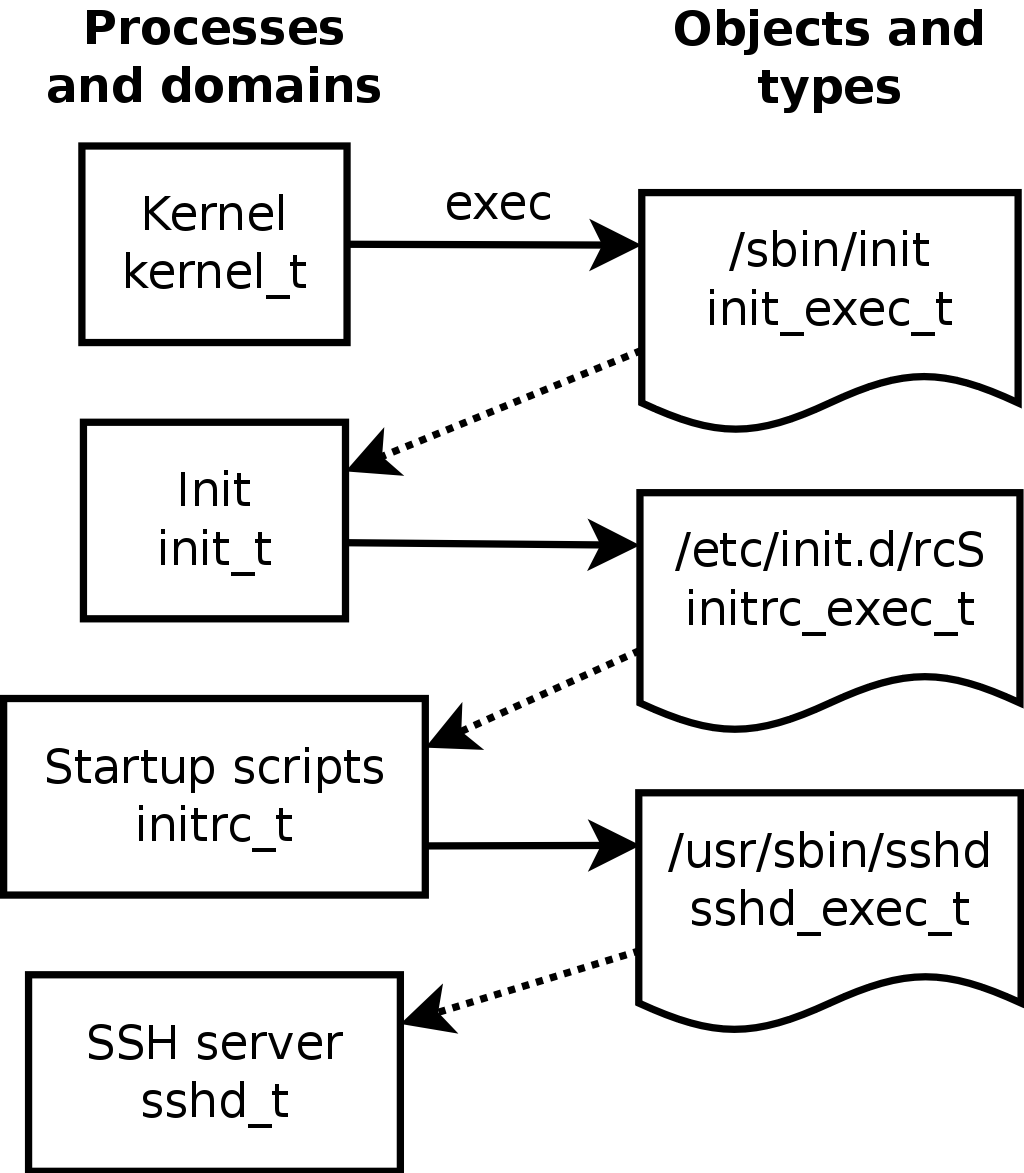 Processes
and domains
Objects and
types
Kernel
kernel_t
exec
/sbin/init
init_exec_t
Init
init_t
/etc/init.d/rcS
initrc_exec_t
Startup scripts
initrc_t
/usr/sbin/sshd
sshd_exec_t
SSH server
sshd_t